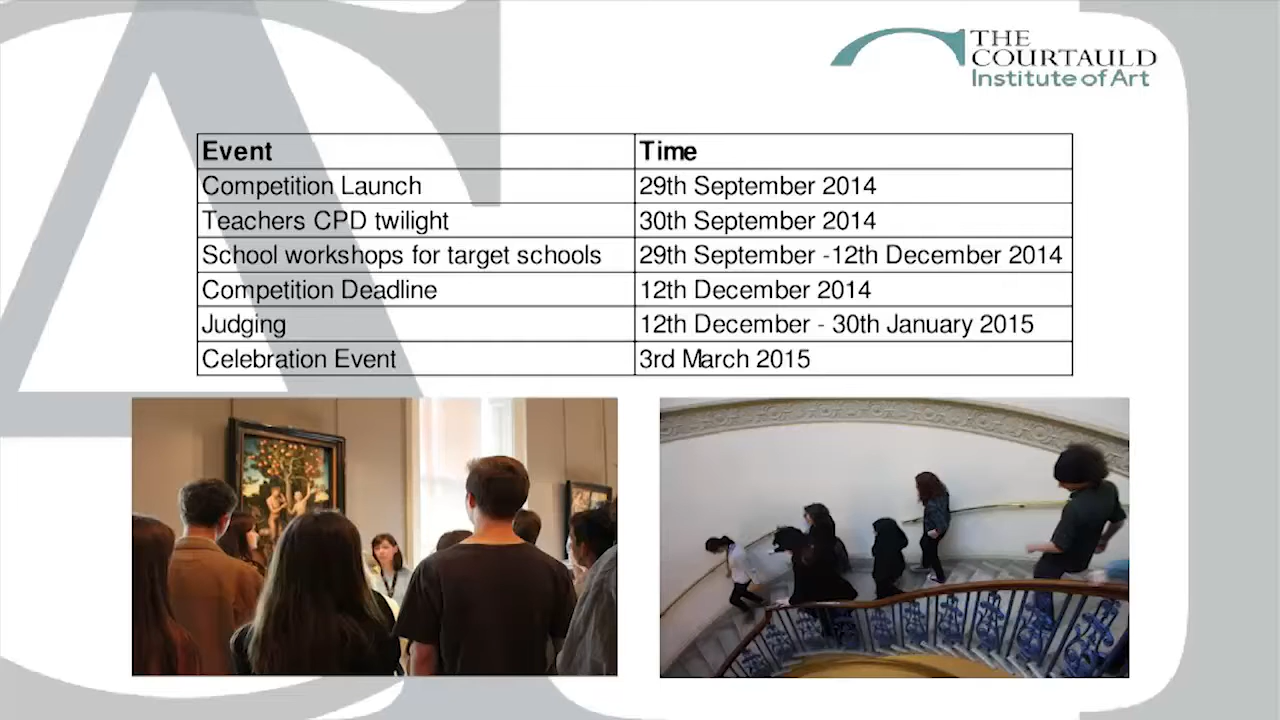 THE
COURTAULD
Institute of Art
Event Time
Competition Launch 29th September 2014
Teachers CPD twilight 30th September 2014
School workshops for target schools 29th September -12th December 2014
Competition Deadline 12th December 2014
Judging 12th December - 30th January 2015
Celebration Event 3rd March 2015